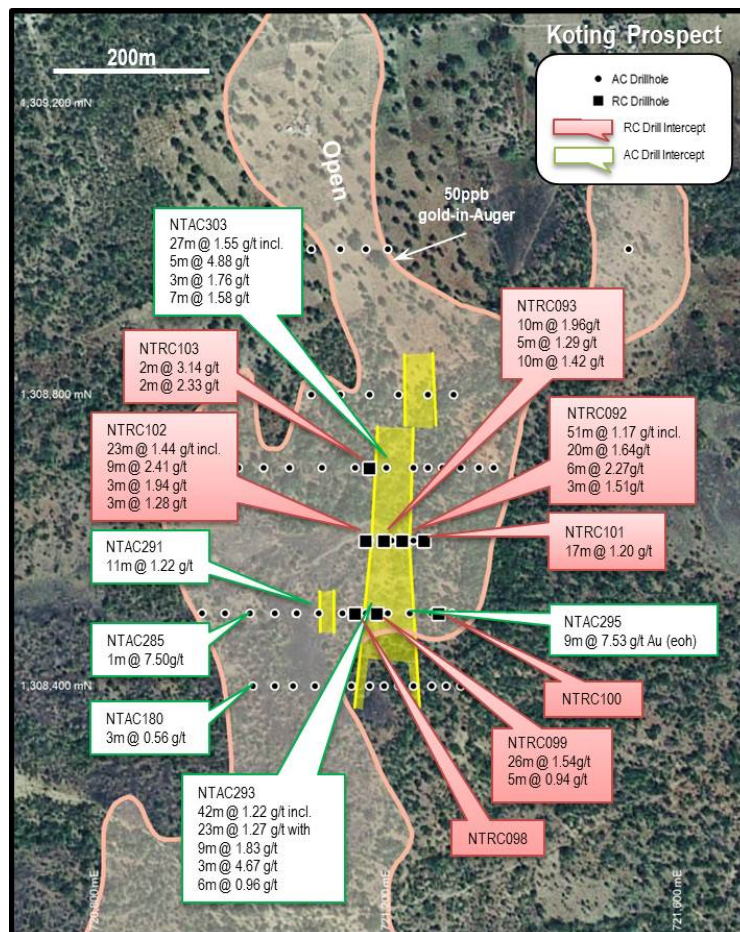 Koting Prospect
AC Drillhole
RC Drillhole
RC Drill Intercept
AC Drill Intercept
200m
1,309,200 mN
Open
50ppb
gold-in-Auger
NTAC303
27m @ 1.55 g/t incl.
5m @ 4.88 g/t
3m @ 1.76 g/t
7m @ 1.58 g/t
NTRC093
10m @ 1.96g/t
5m @ 1.29 g/t
10m @ 1.42 g/t
NTRC103
2m @ 3.14 g/t
2m @ 2.33 g/t
1,308,800 mN
NTRC092
51m @ 1.17 g/t incl.
20m @ 1.64g/t
6m @ 2.27g/t
3m @ 1.51g/t
NTRC102
23m @ 1.44 g/t incl.
9m @ 2.41 g/t
3m @ 1.94 g/t
3m @ 1.28 g/t
NTRC101
17m @ 1.20 g/t
NTAC291
11m @ 1.22 g/t
NTAC295
9m @ 7.53 g/t Au (eoh)
NTAC285
1m @ 7.50g/t
1,308,400 mN
NTRC100
NTAC180
3m @ 0.56 g/t
NTRC099
26m @ 1.54g/t
5m @ 0.94 g/t
NTAC293
42m @ 1.22 g/t incl.
23m @ 1.27 g/t with
9m @ 1.83 g/t
3m @ 4.67 g/t
6m @ 0.96 g/t
NTRC098
721,600 mE